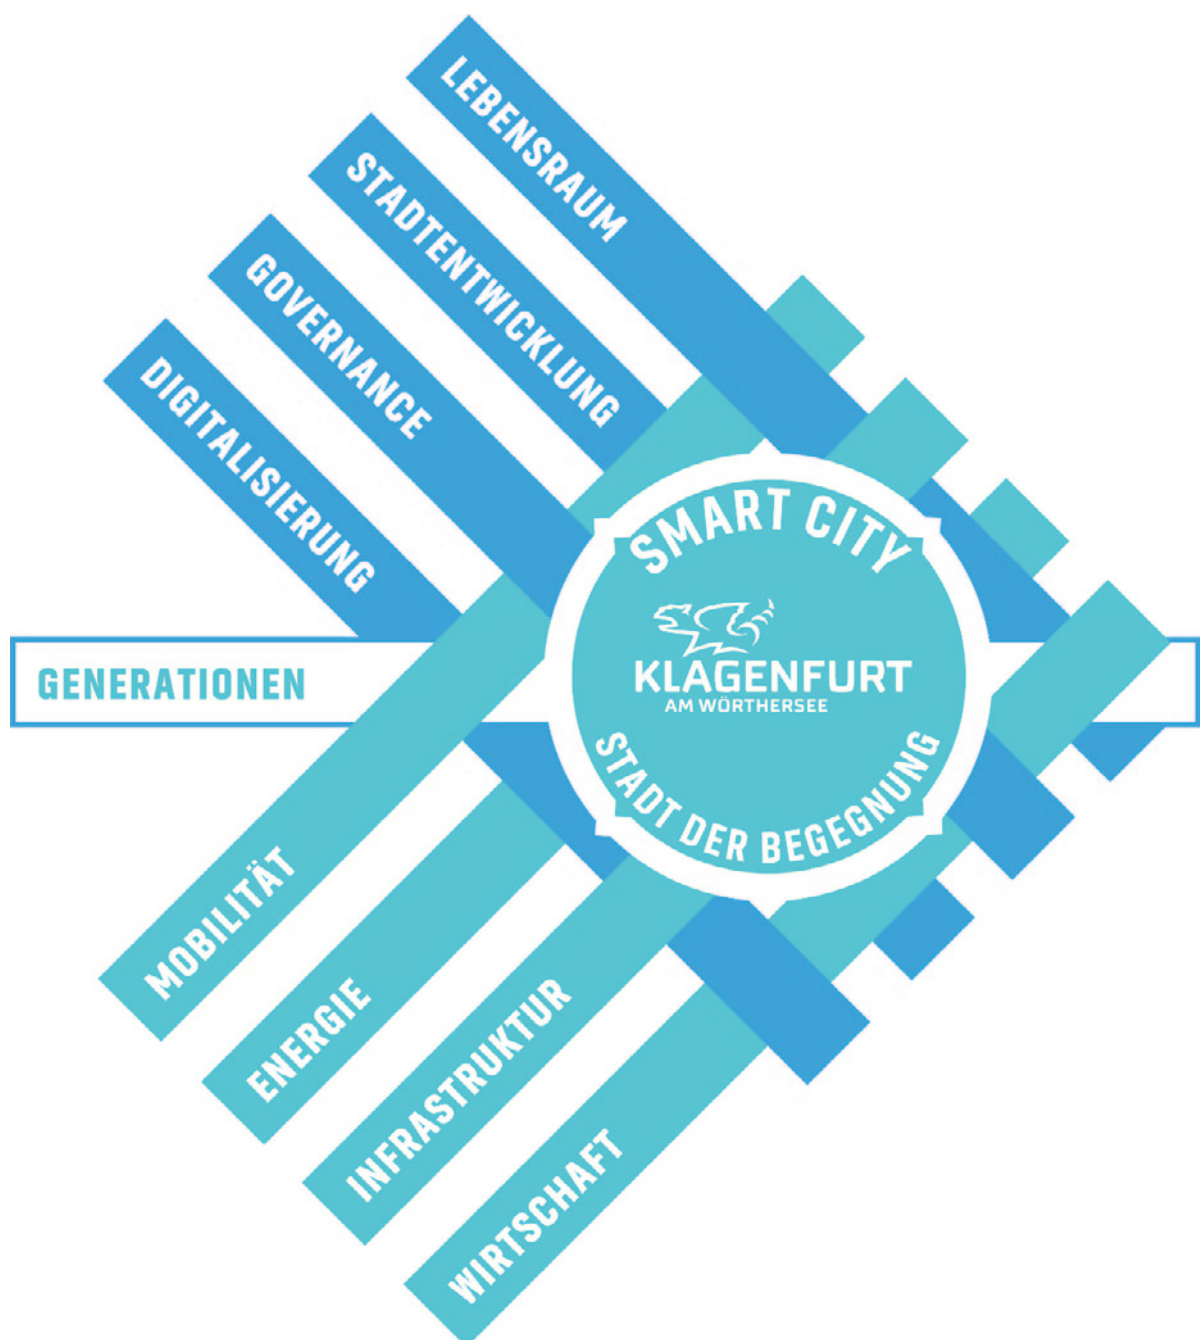 LEBENSRAUM
STADTENTWICKLUNG
GOVERNANCE
DIGITALISIERUNG
GENERATIONEN
SMART CITY
KLAGENFURT
AM WÖRTHERSEE
STADT DER BEGEGNUNG
MOBILITÄT
ENERGIE
INFRASTRUKTUR
WIRTSCHAFT